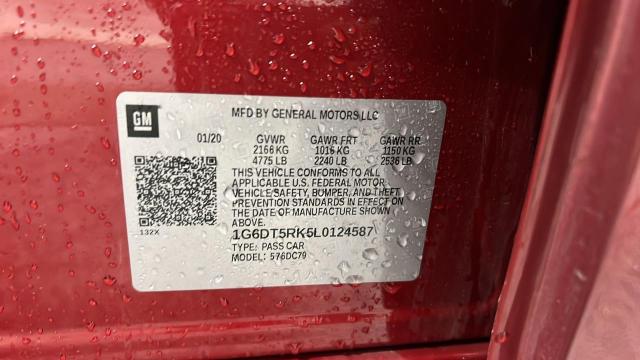 MFD BY GENERAL MOTORS LLC
GM
01/20 GVWR GAWR FRT GAWR RR
2166 KG 1016 KG 1150 KG
4775 LB 2240 LB 2536 LB
THIS VEHICLE CONFORMS TO ALL
APPLICABLE U.S. FEDERAL MOTOR
VEHICLE SAFETY, BUMPER, AND THEFT
PREVENTION STANDARDS IN EFFECT ON
THE DATE OF MANUFACTURE SHOWN
ABOVE.
132X
1G6DT5RK5L0124587
TYPE: PASS CAR
MODEL: 576DC79